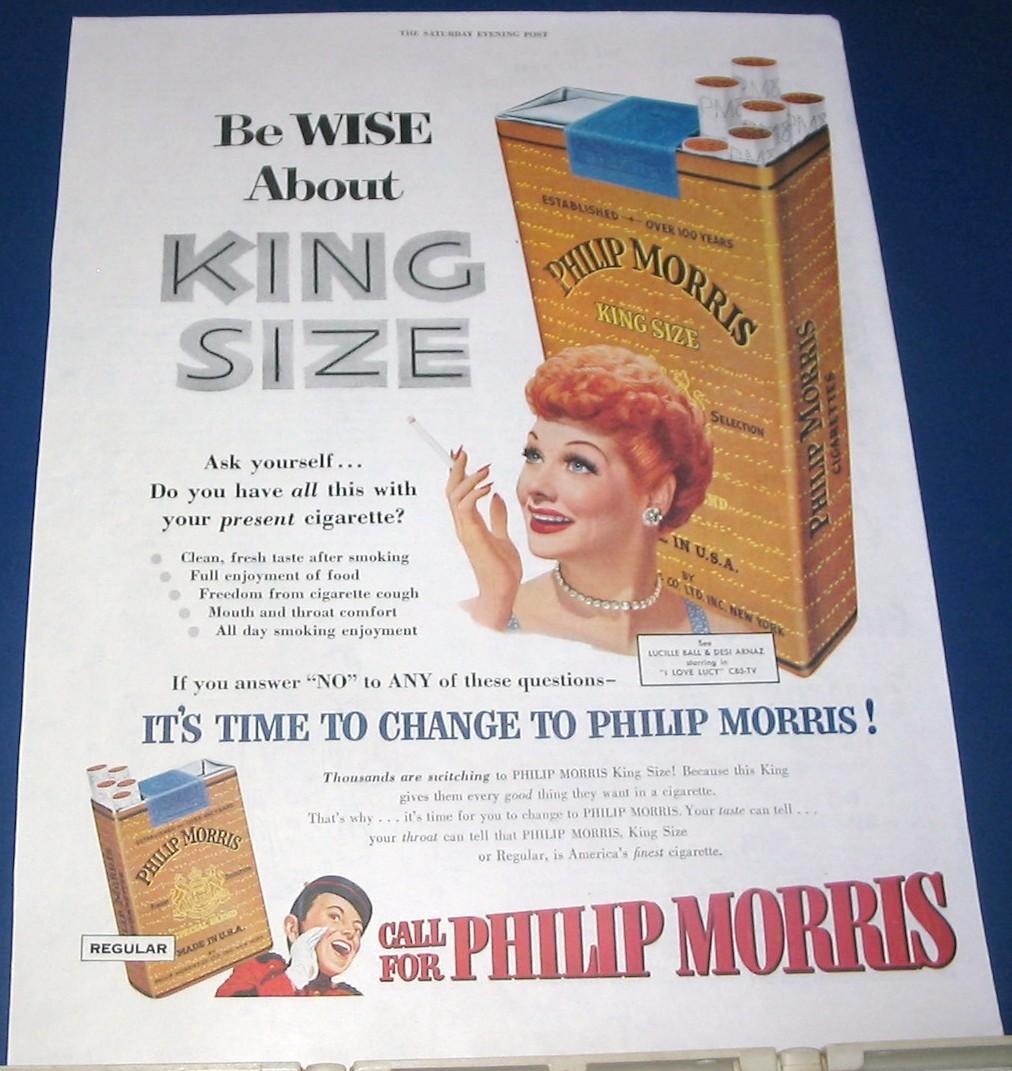 THE SATURDAY EVENING POST
Be WISE
About
KING
SIZE
ESTABLISHED OVER 100 YEARS
PHILIP MORRIS
KING SIZE
SELECTION
IN U.S.A.
BY
CO. LTD. INC. NEW YORK
PHILIP MORRIS
CIGARETTES
Ask yourself...
Do you have all this with
your present cigarette?
Clean, fresh taste after smoking
Full enjoyment of food
Freedom from cigarette cough
Mouth and throat comfort
All day smoking enjoyment
See
LUCILLE BALL & DESI ARNAZ
starring in
"I LOVE LUCY" CBS-TV
If you answer “NO” to ANY of these questions–
IT'S TIME TO CHANGE TO PHILIP MORRIS!
Thousands are switching to PHILIP MORRIS King Size! Because this King
gives them every good thing they want in a cigarette.
That's why . . . it's time for you to change to PHILIP MORRIS. Your taste can tell . . .
your throat can tell that PHILIP MORRIS, King Size
or Regular, is America's finest cigarette.
PHILIP MORRIS
SPECIAL BLEND
MADE IN U.S.A.
REGULAR
CALL
FOR PHILIP MORRIS